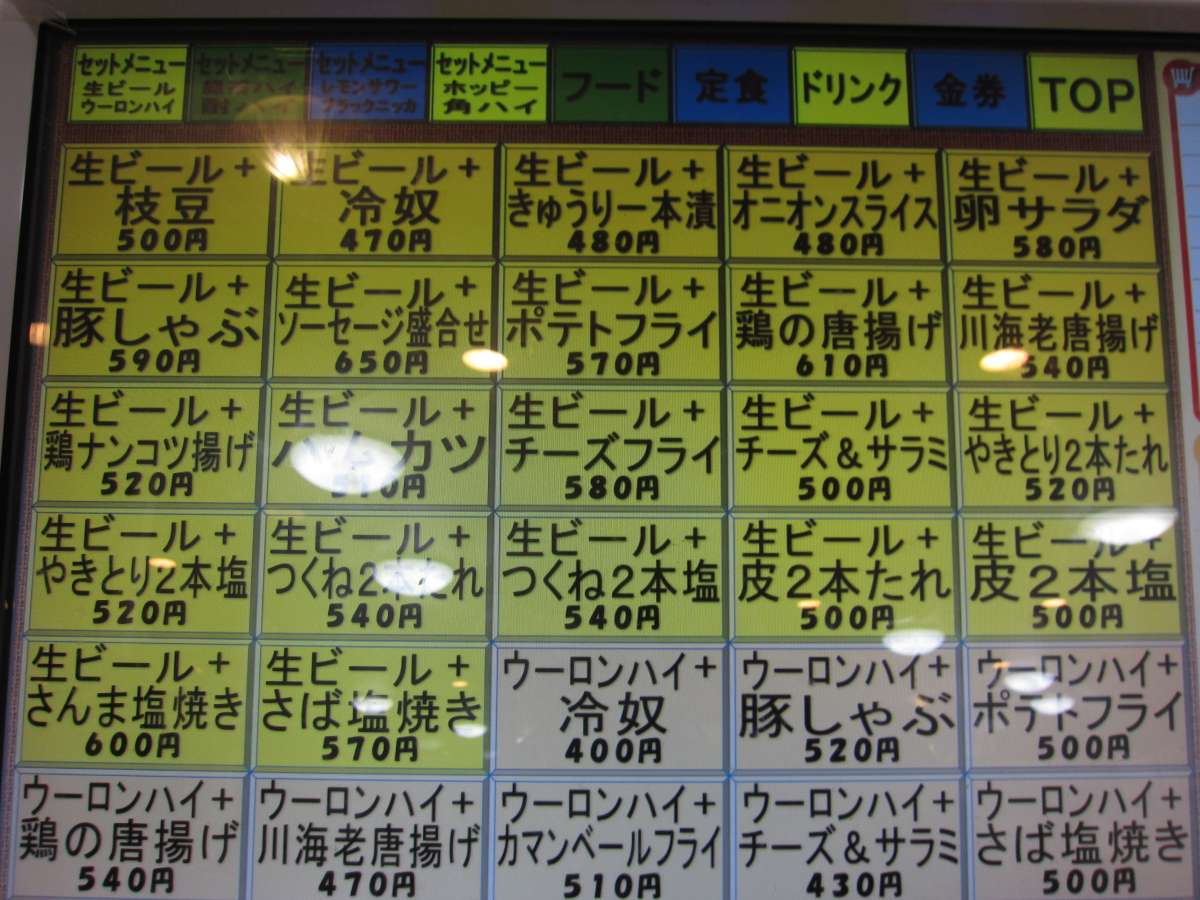 セットメニュー
生ビール
ウーロンハイ
セットメニュー
セットメニュー
レモンサワー
ブラックニッカ
セットメニュー
ホッピー
角ハイ
フード
定食
ドリンク
金券
TOP
生ビール+
枝豆
500円
生ビール+
冷奴
470円
生ビール+
きゅうり一本漬
480円
生ビール+
オニオンスライス
480円
生ビール+
卵サラダ
580円
生ビール+
豚しゃぶ
590円
生ビール+
ソーセージ盛合せ
650円
生ビール+
ポテトフライ
570円
生ビール+
鶏の唐揚げ
610円
生ビール+
川海老唐揚げ
540円
生ビール+
鶏ナンコツ揚げ
520円
生ビール+
ハムカツ
生ビール+
チーズフライ
580円
生ビール+
チーズ&サラミ
500円
生ビール+
やきとり2本たれ
520円
生ビール+
やきとり2本塩
520円
生ビール+
つくね2本たれ
540円
生ビール+
つくね2本塩
540円
生ビール+
皮2本たれ
500円
生ビール+
皮2本塩
500円
生ビール+
さんま塩焼き
600円
生ビール+
さば塩焼き
570円
ウーロンハイ+
冷奴
400円
ウーロンハイ+
豚しゃぶ
520円
ウーロンハイ+
ポテトフライ
500円
ウーロンハイ+
鶏の唐揚げ
540円
ウーロンハイ+
川海老唐揚げ
470円
ウーロンハイ+
カマンベールフライ
510円
ウーロンハイ+
チーズ&サラミ
430円
ウーロンハイ+
さば塩焼き
500円